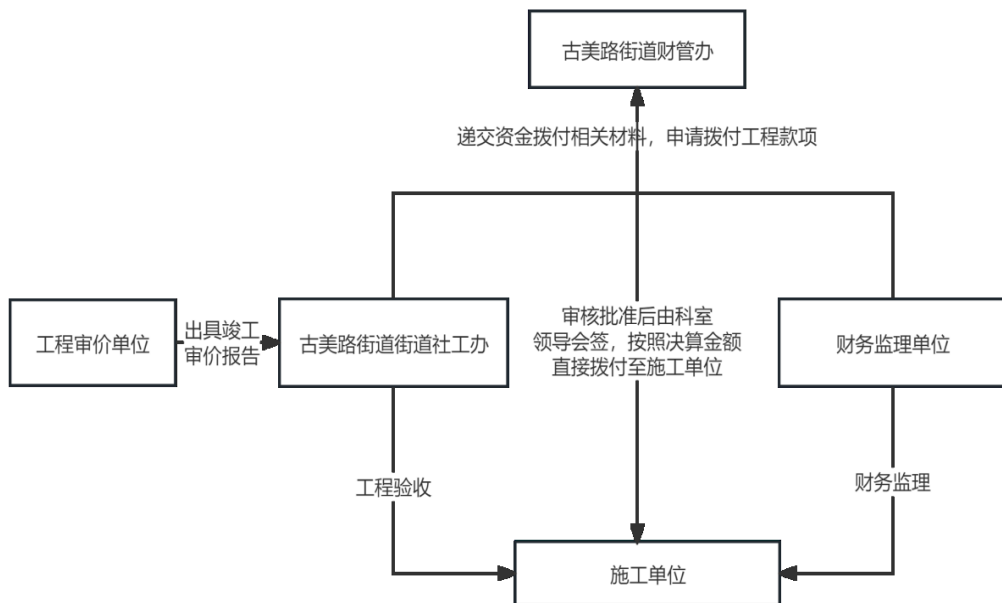 古美路街道财管办
递交资金拨付相关材料，申请拨付工程款项
工程审价单位
出具竣工
审价报告
古美路街道街道社工办
审核批准后由科室
领导会签，按照决算金额
直接拨付至施工单位
财务监理单位
工程验收
财务监理
施工单位